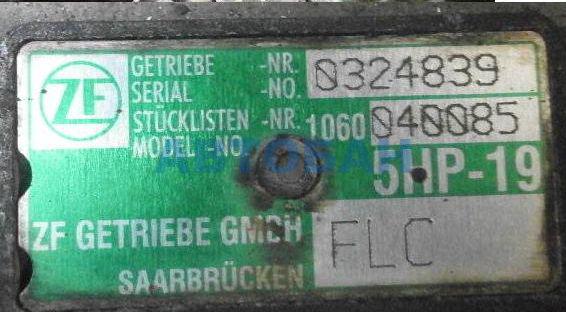 ZF
GETRIEBE -NR. 0324839
SERIAL -NO.
STÜCKLISTEN -NR. 1060 040085
MODEL -NO.
AUTOBAH
5HP-19
ZF GETRIEBE GMBH FLC
SAARBRÜCKEN